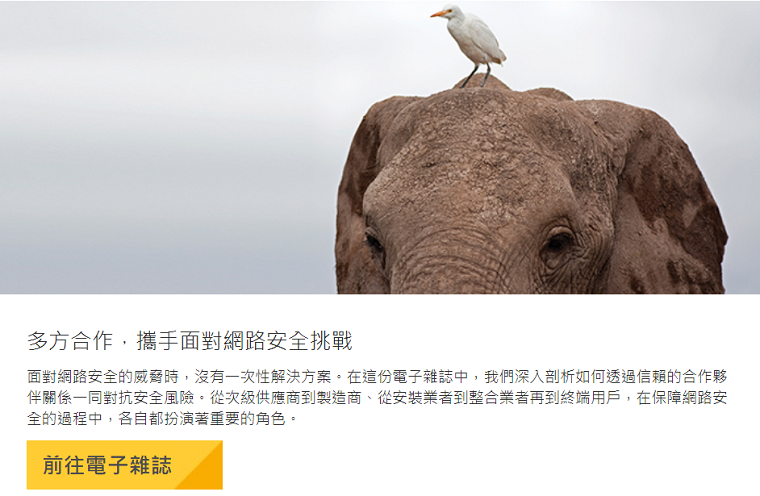 多方合作，攜手面對網路安全挑戰
面對網路安全的威脅時，沒有一次性解決方案。在這份電子雜誌中，我們深入剖析如何透過信賴的合作夥
伴關係一同對抗安全風險。從次級供應商到製造商、從安裝業者到整合業者再到終端用戶，在保障網路安
全的過程中，各自都扮演著重要的角色。
前往電子雜誌